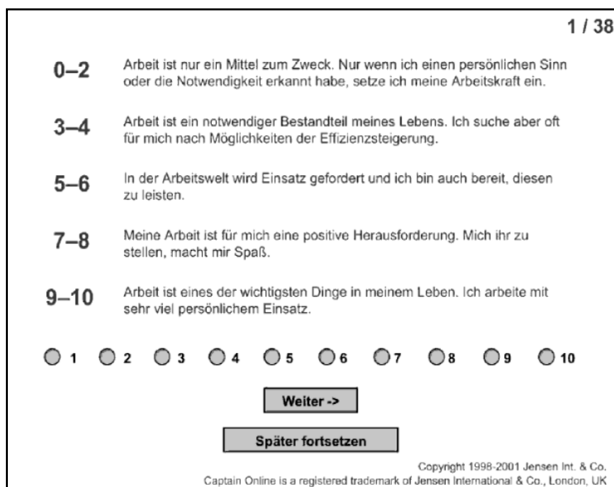 1 / 38
0–2
Arbeit ist nur ein Mittel zum Zweck. Nur wenn ich einen persönlichen Sinn
oder die Notwendigkeit erkannt habe, setze ich meine Arbeitskraft ein.
3–4
Arbeit ist ein notwendiger Bestandteil meines Lebens. Ich suche aber oft
für mich nach Möglichkeiten der Effizienzsteigerung.
5–6
In der Arbeitswelt wird Einsatz gefordert und ich bin auch bereit, diesen
zu leisten.
7–8
Meine Arbeit ist für mich eine positive Herausforderung. Mich ihr zu
stellen, macht mir Spaß.
9–10
Arbeit ist eines der wichtigsten Dinge in meinem Leben. Ich arbeite mit
sehr viel persönlichem Einsatz.
1 2 3 4 5 6 7 8 9 10
Weiter ->
Später fortsetzen
Copyright 1998-2001 Jensen Int. & Co.
Captain Online is a registered trademark of Jensen International & Co., London, UK